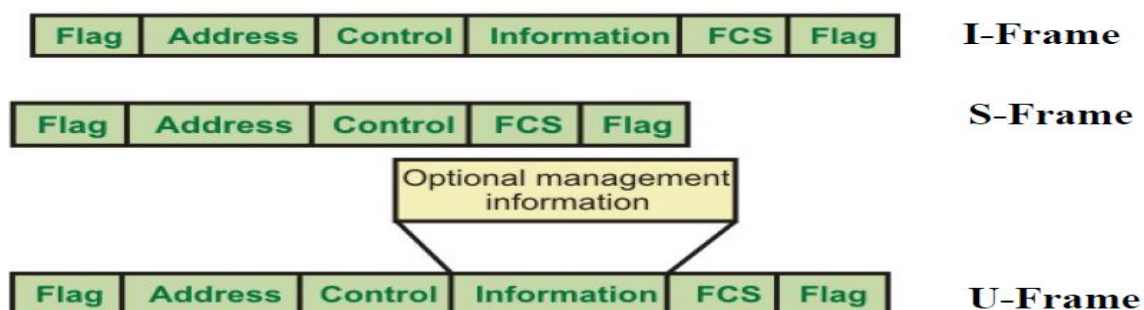 Flag Address Control Information FCS Flag I-Frame
Flag Address Control FCS Flag S-Frame
Optional management
information
Flag Address Control Information FCS Flag U-Frame